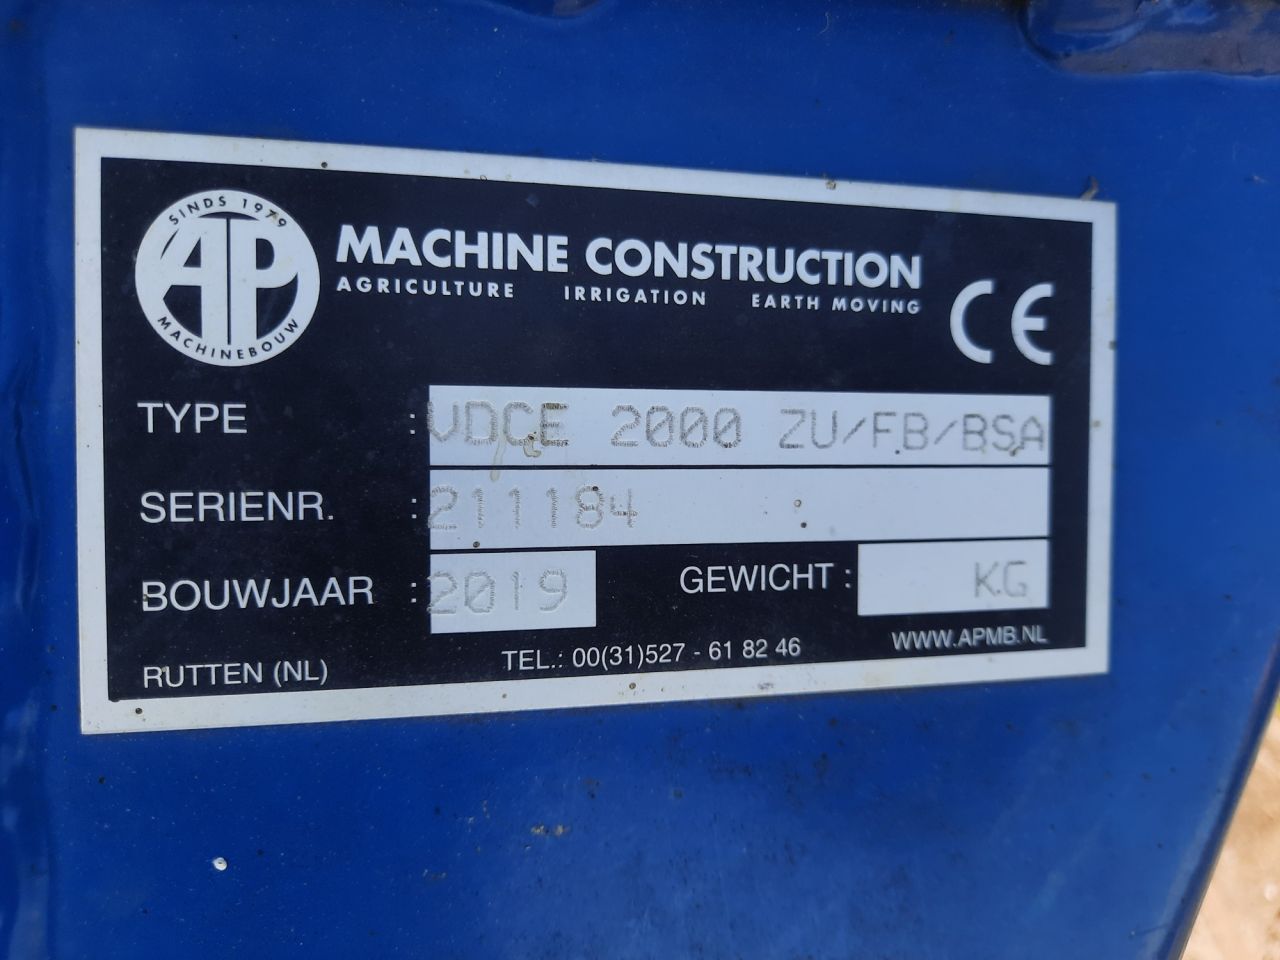 SINDS 1979
AP
MACHINEBOUW
MACHINE CONSTRUCTION
AGRICULTURE IRRIGATION EARTH MOVING
CE
TYPE : VDCE 2000 ZU/FB/BSA
SERIENR. : 211184
BOUWJAAR : 2019 GEWICHT : KG
RUTTEN (NL) TEL.: 00(31)527 - 61 82 46 WWW.APMB.NL